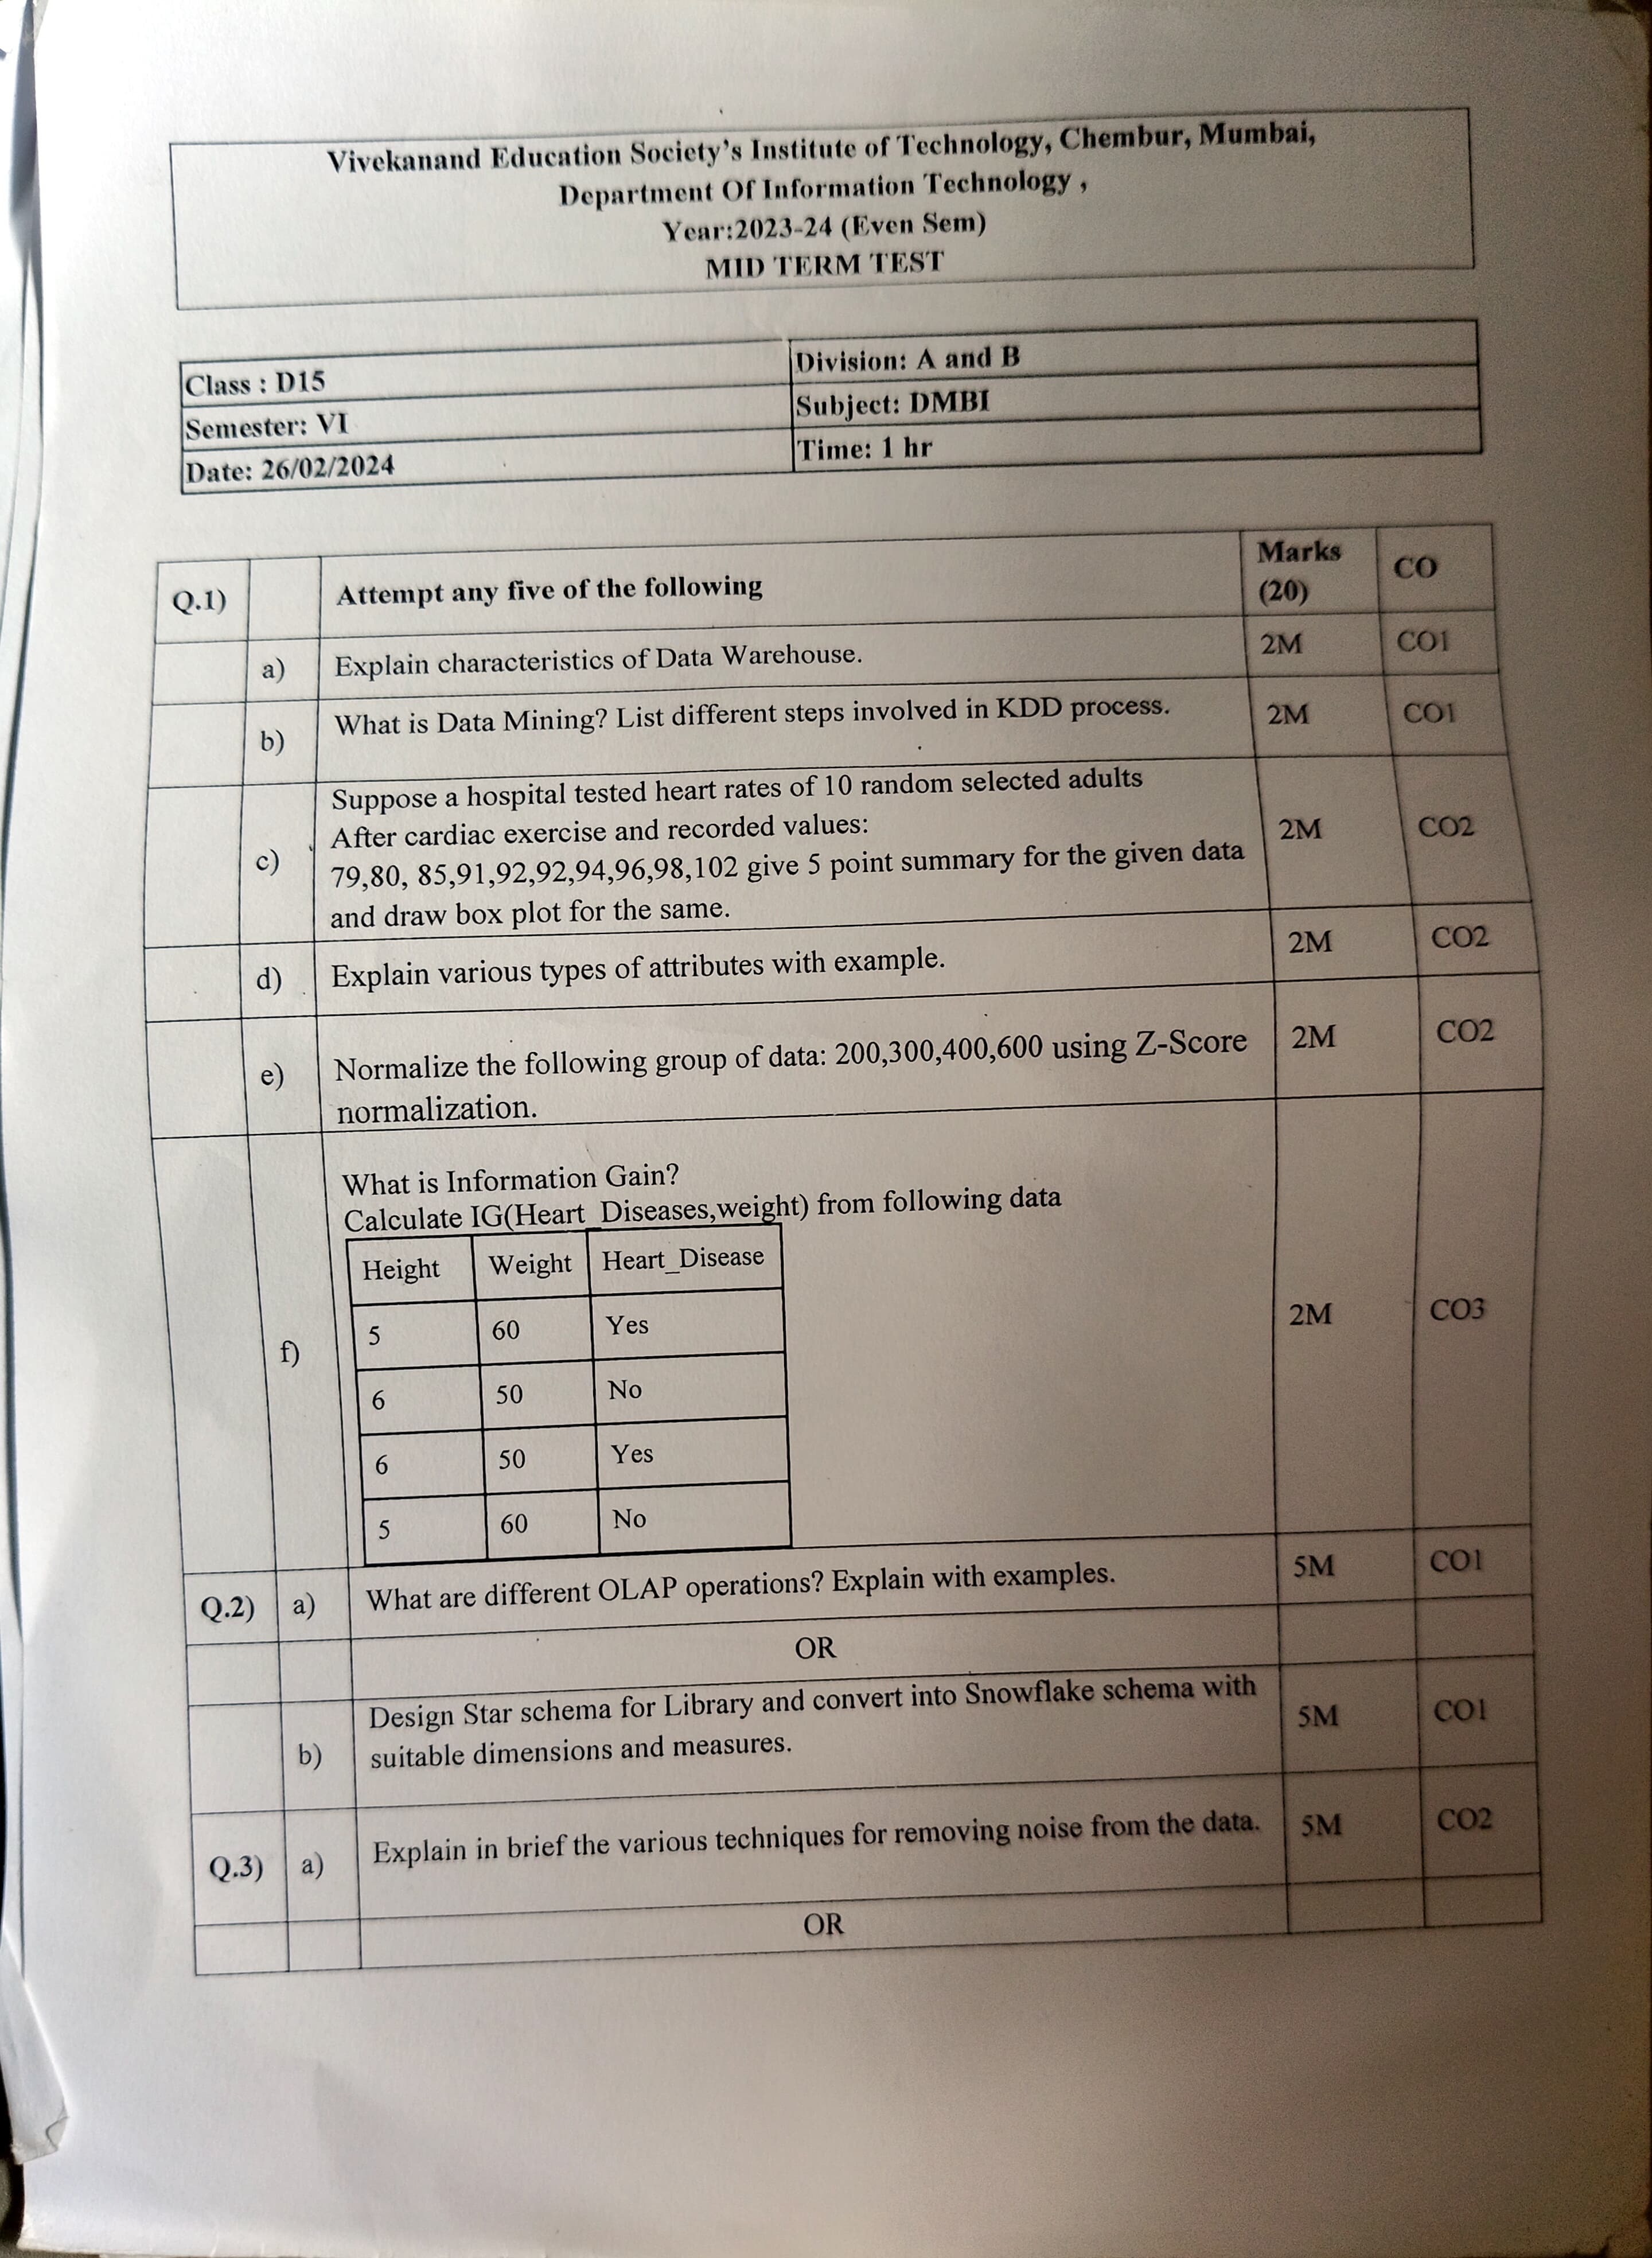 Vivekanand Education Society's Institute of Technology, Chembur, Mumbai,
Department Of Information Technology ,
Year:2023-24 (Even Sem)
MID TERM TEST
Class : D15 Division: A and B
Semester: VI Subject: DMBI
Date: 26/02/2024 Time: 1 hr
Q.1) Attempt any five of the following Marks (20) CO
a) Explain characteristics of Data Warehouse. 2M CO1
b) What is Data Mining? List different steps involved in KDD process. 2M CO1
c) Suppose a hospital tested heart rates of 10 random selected adults
After cardiac exercise and recorded values: 2M CO2
79,80, 85,91,92,92,94,96,98,102 give 5 point summary for the given data
and draw box plot for the same.
d) Explain various types of attributes with example. 2M CO2
e) Normalize the following group of data: 200,300,400,600 using Z-Score 2M CO2
normalization.
f) What is Information Gain?
Calculate IG(Heart_Diseases,weight) from following data 2M CO3
Height Weight Heart_Disease
5 60 Yes
6 50 No
6 50 Yes
5 60 No
Q.2) a) What are different OLAP operations? Explain with examples. 5M CO1
OR
b) Design Star schema for Library and convert into Snowflake schema with 5M CO1
suitable dimensions and measures.
Q.3) a) Explain in brief the various techniques for removing noise from the data. 5M CO2
OR